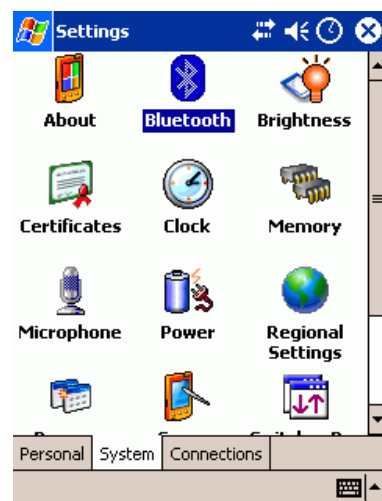 Settings
About Bluetooth Brightness
Certificates Clock Memory
Microphone Power Regional
Settings
Personal System Connections